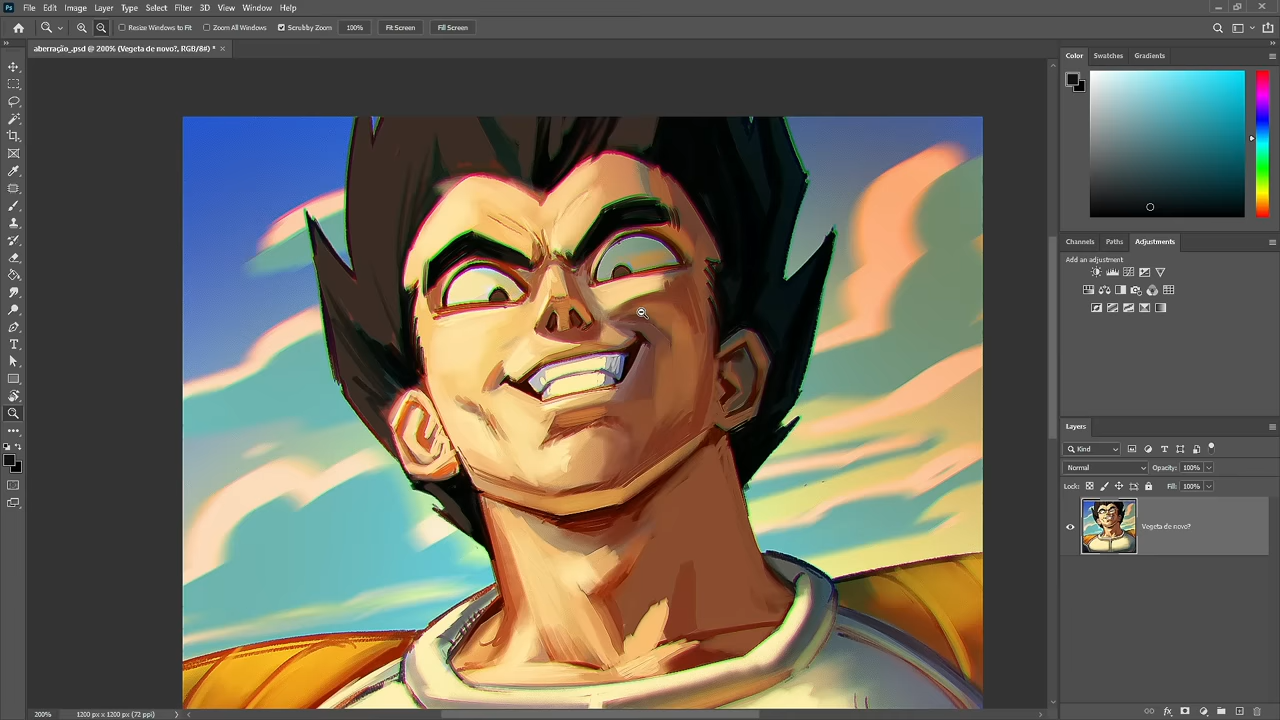 Ps File Edit Image Layer Type Select Filter 3D View Window Help
Resize Windows to Fit Zoom All Windows Scrubby Zoom 100% Fit Screen Fill Screen
aberração_.psd @ 200% (Vegeta de novo?, RGB/8#) * ×
Color Swatches Gradients
Channels Paths Adjustments
Add an adjustment
Layers
Kind
Normal Opacity: 100%
Lock: Fill: 100%
Vegeta de novo?
200% 1200 px x 1200 px (72 ppi)